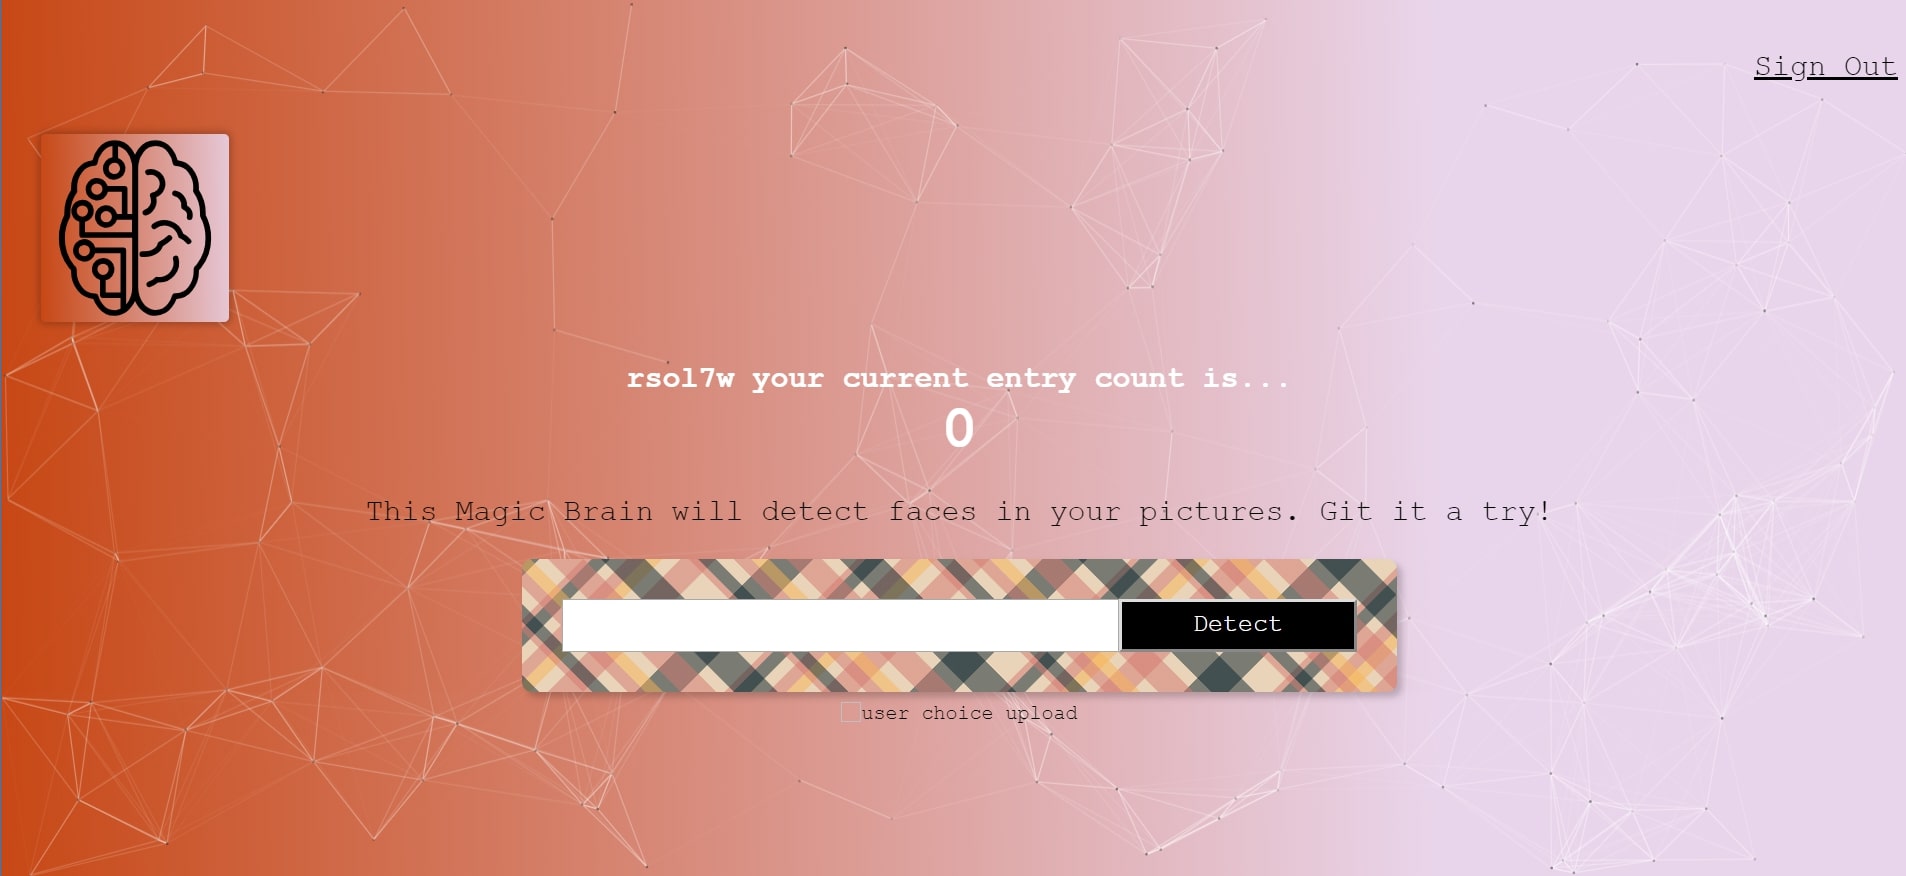 Sign Out
rsol7w your current entry count is...
0
This Magic Brain will detect faces in your pictures. Git it a try!
Detect
user choice upload